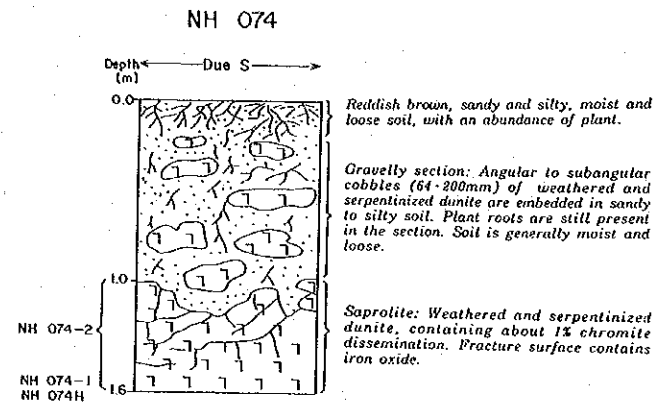 NH 074
Depth
(m)
Due S
0.0
Reddish brown, sandy and silty, moist and
loose soil, with an abundance of plant.
Gravelly section: Angular to subangular
cobbles (64-200mm) of weathered and
serpentinized dunite are embedded in sandy
to silty soil. Plant roots are still present
in the section. Soil is generally moist and
loose.
1.0
Saprolite: Weathered and serpentinized
dunite, containing about 1% chromite
dissemination. Fracture surface contains
iron oxide.
NH 074-2
NH 074-1
NH 074H
1.6